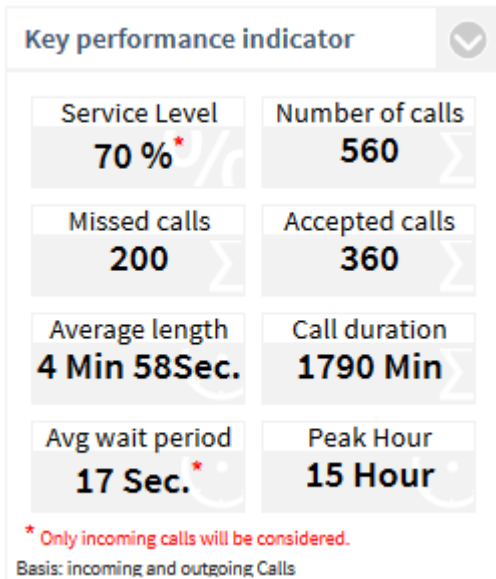 Key performance indicator
Service Level Number of calls
70 %* 560
Missed calls Accepted calls
200 360
Average length Call duration
4 Min 58Sec. 1790 Min
Avg wait period Peak Hour
17 Sec.* 15 Hour
* Only incoming calls will be considered.
Basis: incoming and outgoing Calls